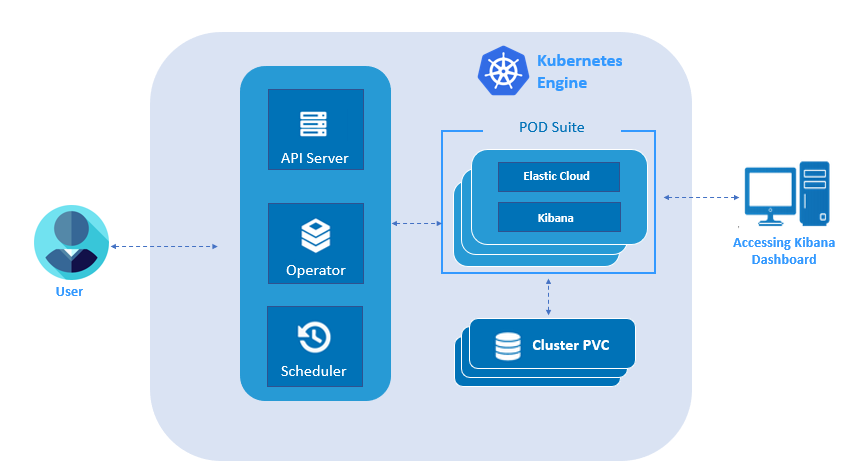 Kubernetes
Engine
API Server
Operator
Scheduler
POD Suite
Elastic Cloud
Kibana
Cluster PVC
User
Accessing Kibana
Dashboard